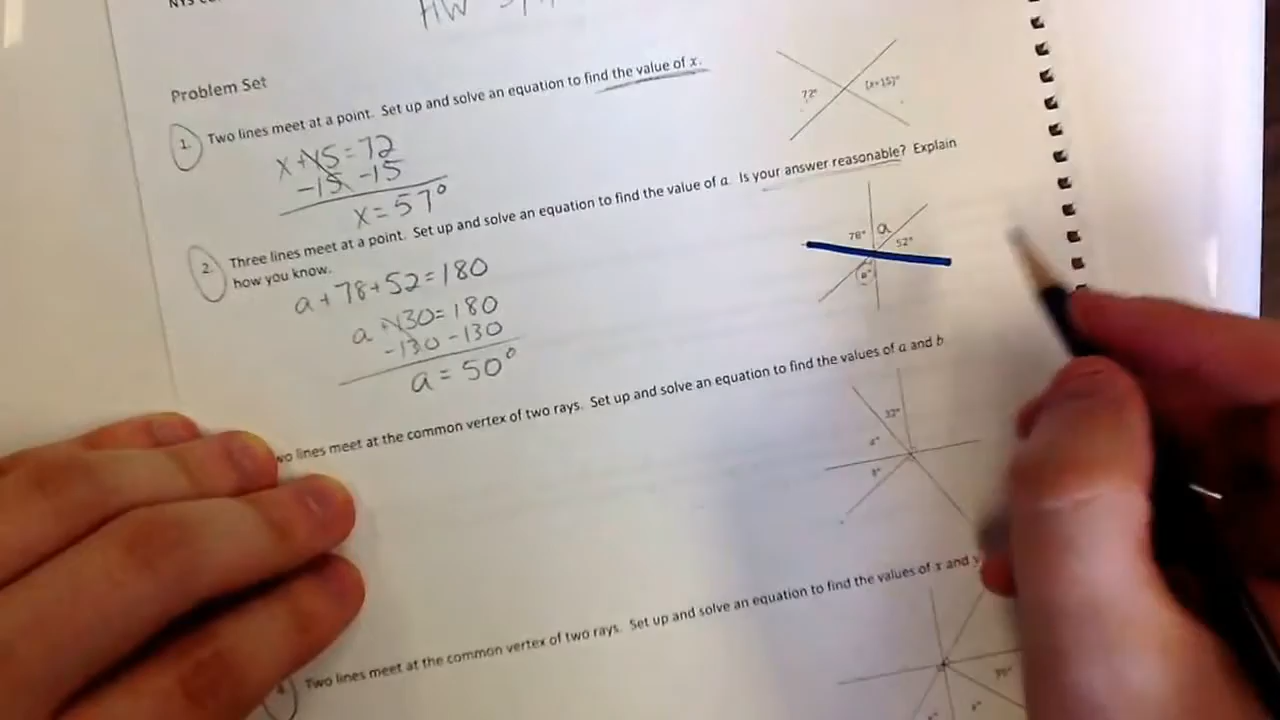 HW
Problem Set
1. Two lines meet at a point. Set up and solve an equation to find the value of x.
72°
(x+15)°
x+15=72
-15 -15
x=57°
2. Three lines meet at a point. Set up and solve an equation to find the value of a. Is your answer reasonable? Explain
how you know.
78°
a
52°
a°
a+78+52=180
a+130=180
-130 -130
a=50°
wo lines meet at the common vertex of two rays. Set up and solve an equation to find the values of a and b
32°
a°
b°
Two lines meet at the common vertex of two rays. Set up and solve an equation to find the values of x and y